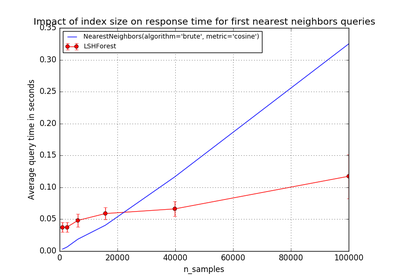 Impact of index size on response time for first nearest neighbors queries
0.35
NearestNeighbors(algorithm='brute', metric='cosine')
LSHForest
0.30
0.25
0.20
0.15
0.10
0.05
0.00
Average query time in seconds
0 20000 40000 60000 80000 100000
n_samples